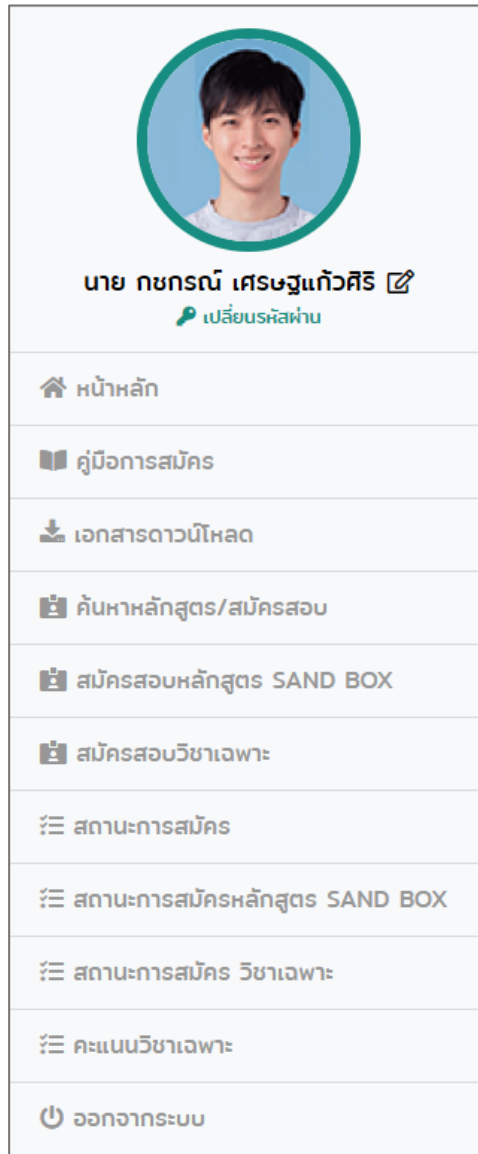 นาย กชกรณ์ เศรษฐแก้วศิริ
เปลี่ยนรหัสผ่าน
หน้าหลัก
คู่มือการสมัคร
เอกสารดาวน์โหลด
ค้นหาหลักสูตร/สมัครสอบ
สมัครสอบหลักสูตร SAND BOX
สมัครสอบวิชาเฉพาะ
สถานะการสมัคร
สถานะการสมัครหลักสูตร SAND BOX
สถานะการสมัคร วิชาเฉพาะ
คะแนนวิชาเฉพาะ
ออกจากระบบ